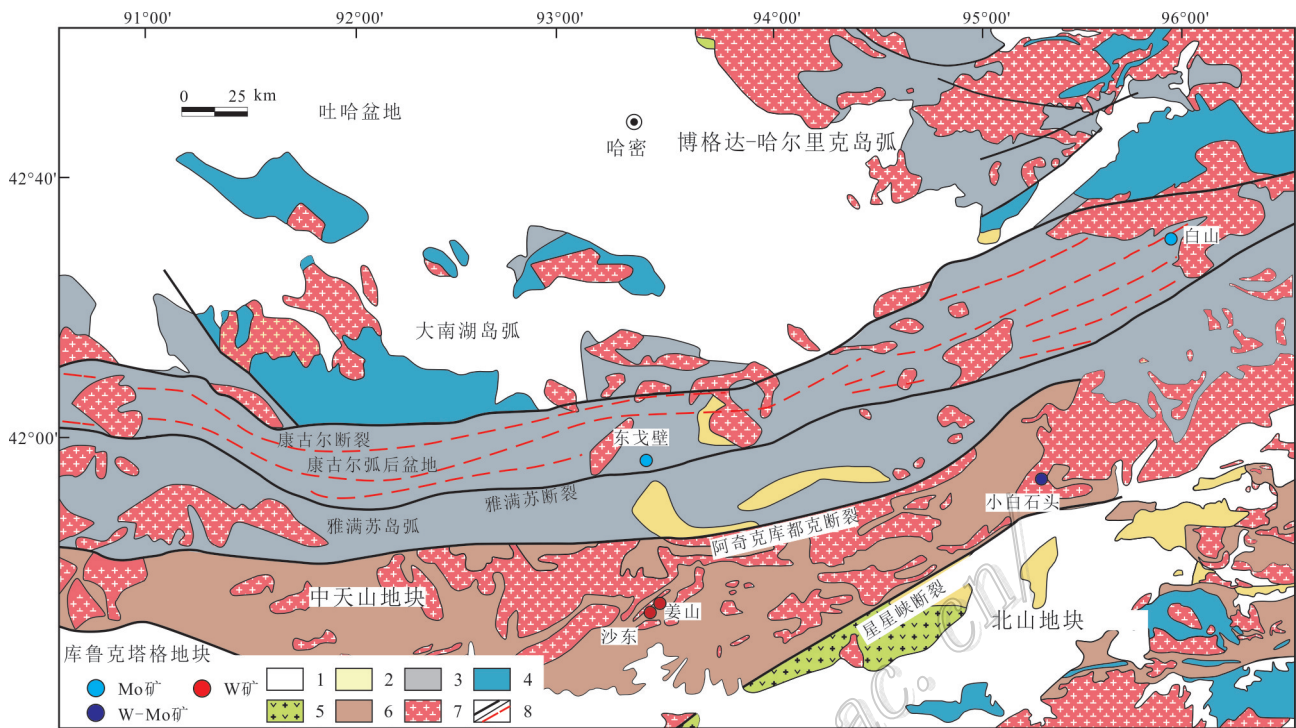 91°00′ 92°00′ 93°00′ 94°00′ 95°00′ 96°00′
0 25 km
吐哈盆地
哈密
博格达-哈尔里克岛弧
42°40′
白山
大南湖岛弧
42°00′
康古尔断裂
东戈壁
康古尔弧后盆地
雅满苏断裂
小白石头
雅满苏岛弧
阿奇克库都克断裂
中天山地块
姜山
沙东
星星峡断裂
北山地块
库鲁克塔格地块
Mo矿 W矿
W-Mo矿
1 2 3 4
5 6 7 8
ac. cn/